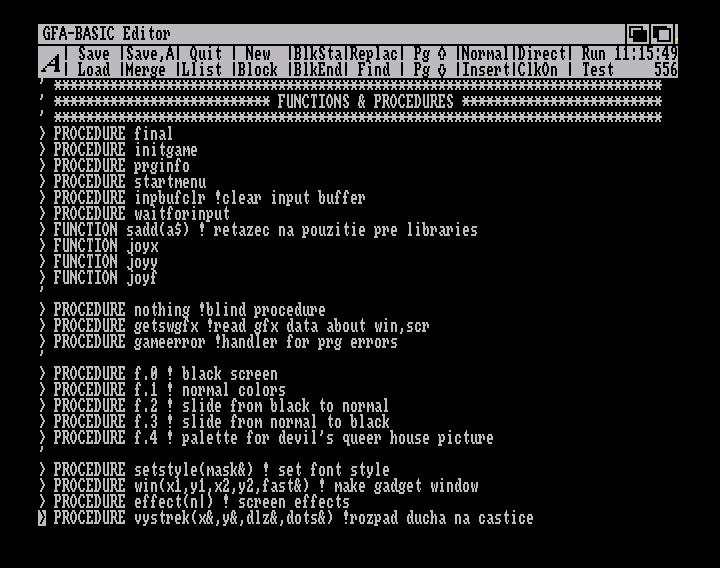 GFA-BASIC Editor
A| Save |Save,A| Quit | New |BlkSta|Replac| Pg ⇧ |Normal|Direct| Run 11:15:49
| Load |Merge |Llist |Block |BlkEnd| Find | Pg ⇩ |Insert|ClkOn | Test 556
' ****************************************************************************
' *************************** FUNCTIONS & PROCEDURES *************************
' ****************************************************************************
> PROCEDURE final
> PROCEDURE initgame
> PROCEDURE prginfo
> PROCEDURE startmenu
> PROCEDURE inpbufclr !clear input buffer
> PROCEDURE waitforinput
> FUNCTION sadd(a$) ! retazec na pouzitie pre libraries
> FUNCTION joyx
> FUNCTION joyy
> FUNCTION joyf
'
> PROCEDURE nothing !blind procedure
> PROCEDURE getswgfx !read gfx data about win,scr
> PROCEDURE gameerror !handler for prg errors
'
> PROCEDURE f.0 ! black screen
> PROCEDURE f.1 ! normal colors
> PROCEDURE f.2 ! slide from black to normal
> PROCEDURE f.3 ! slide from normal to black
> PROCEDURE f.4 ! palette for devil's queer house picture
'
> PROCEDURE setstyle(mask&) ! set font style
> PROCEDURE win(x1,y1,x2,y2,fast&) ! make gadget window
> PROCEDURE effect(n|) ! screen effects
> PROCEDURE vystrek(x&,y&,dlz&,dots&) !rozpad ducha na castice